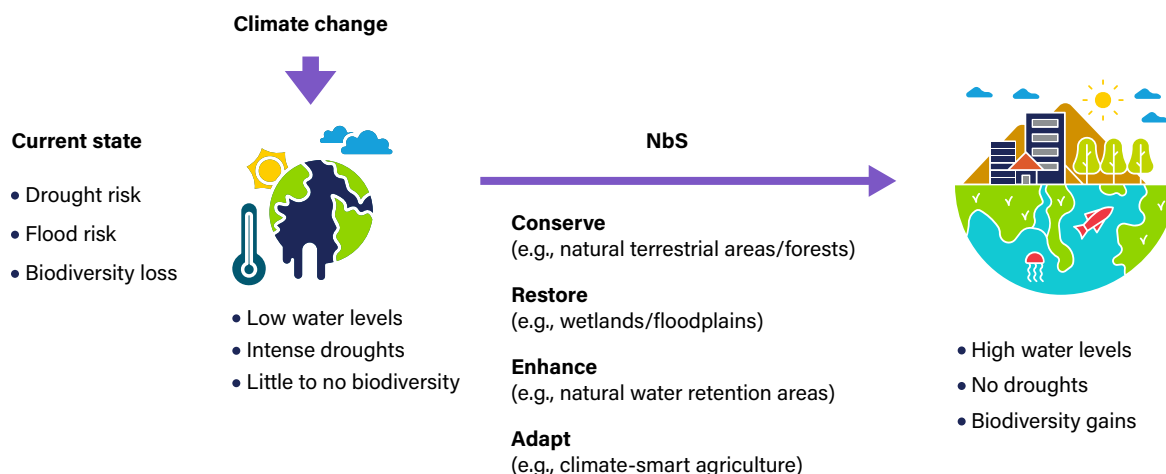 Climate change
Current state
• Drought risk
• Flood risk
• Biodiversity loss
• Low water levels
• Intense droughts
• Little to no biodiversity
NbS
Conserve
(e.g., natural terrestrial areas/forests)
Restore
(e.g., wetlands/floodplains)
Enhance
(e.g., natural water retention areas)
Adapt
(e.g., climate-smart agriculture)
• High water levels
• No droughts
• Biodiversity gains